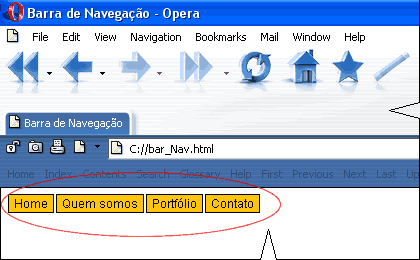 Barra de Navegação - Opera
File Edit View Navigation Bookmarks Mail Window Help
Barra de Navegação
C://bar_Nav.html
Home Index Contents Search Glossary Help First Previous Next Last Up
Home Quem somos Portfólio Contato